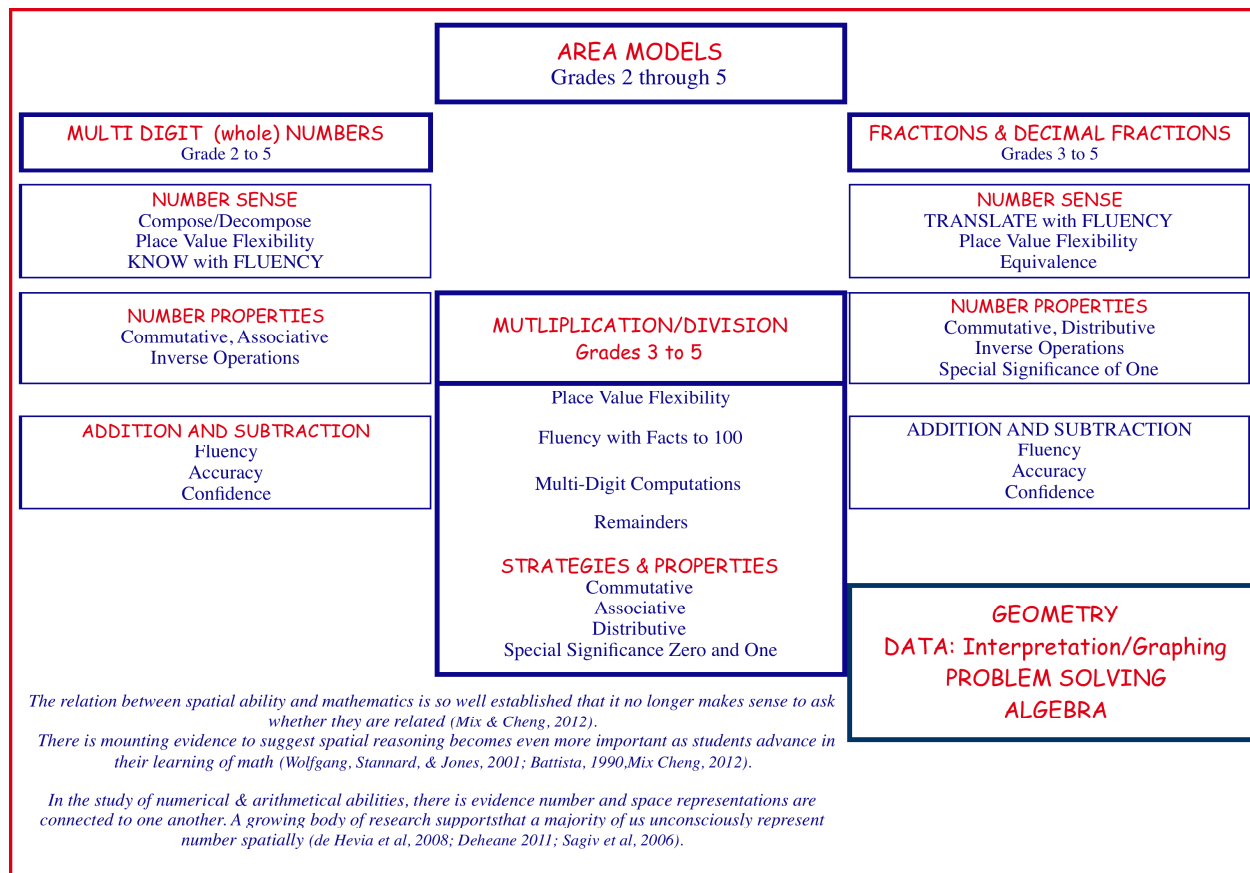 AREA MODELS
Grades 2 through 5
MULTI DIGIT (whole) NUMBERS
Grade 2 to 5
NUMBER SENSE
Compose/Decompose
Place Value Flexibility
KNOW with FLUENCY
NUMBER PROPERTIES
Commutative, Associative
Inverse Operations
ADDITION AND SUBTRACTION
Fluency
Accuracy
Confidence
MUTLIPLICATION/DIVISION
Grades 3 to 5
Place Value Flexibility
Fluency with Facts to 100
Multi-Digit Computations
Remainders
STRATEGIES & PROPERTIES
Commutative
Associative
Distributive
Special Significance Zero and One
FRACTIONS & DECIMAL FRACTIONS
Grades 3 to 5
NUMBER SENSE
TRANSLATE with FLUENCY
Place Value Flexibility
Equivalence
NUMBER PROPERTIES
Commutative, Distributive
Inverse Operations
Special Significance of One
ADDITION AND SUBTRACTION
Fluency
Accuracy
Confidence
GEOMETRY
DATA: Interpretation/Graphing
PROBLEM SOLVING
ALGEBRA
The relation between spatial ability and mathematics is so well established that it no longer makes sense to ask
whether they are related (Mix & Cheng, 2012).
There is mounting evidence to suggest spatial reasoning becomes even more important as students advance in
their learning of math (Wolfgang, Stannard, & Jones, 2001; Battista, 1990,Mix Cheng, 2012).
In the study of numerical & arithmetical abilities, there is evidence number and space representations are
connected to one another. A growing body of research supportsthat a majority of us unconsciously represent
number spatially (de Hevia et al, 2008; Deheane 2011; Sagiv et al, 2006).